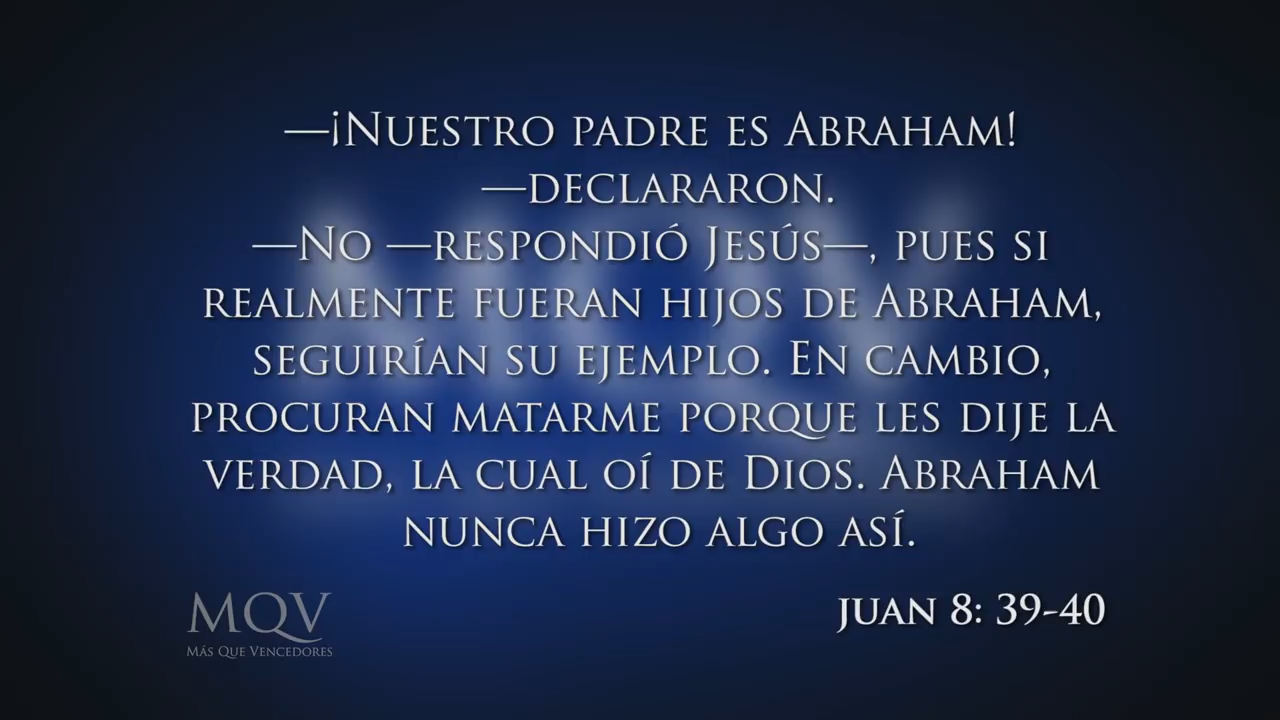 —¡Nuestro padre es Abraham!
—declararon.
—No —respondió Jesús—, pues si
realmente fueran hijos de Abraham,
seguirían su ejemplo. En cambio,
procuran matarme porque les dije la
verdad, la cual oí de Dios. Abraham
nunca hizo algo así.
MQV
Más Que Vencedores
Juan 8: 39-40